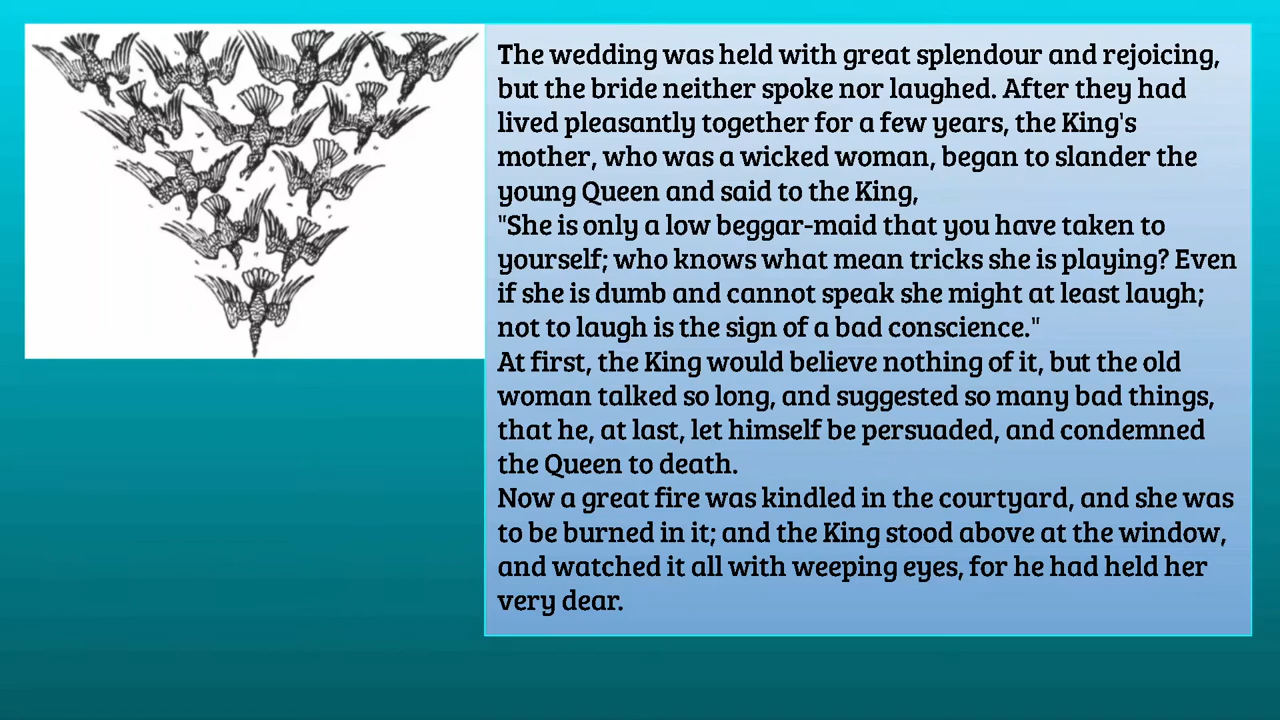 The wedding was held with great splendour and rejoicing,
but the bride neither spoke nor laughed. After they had
lived pleasantly together for a few years, the King's
mother, who was a wicked woman, began to slander the
young Queen and said to the King,
"She is only a low beggar-maid that you have taken to
yourself; who knows what mean tricks she is playing? Even
if she is dumb and cannot speak she might at least laugh;
not to laugh is the sign of a bad conscience."
At first, the King would believe nothing of it, but the old
woman talked so long, and suggested so many bad things,
that he, at last, let himself be persuaded, and condemned
the Queen to death.
Now a great fire was kindled in the courtyard, and she was
to be burned in it; and the King stood above at the window,
and watched it all with weeping eyes, for he had held her
very dear.